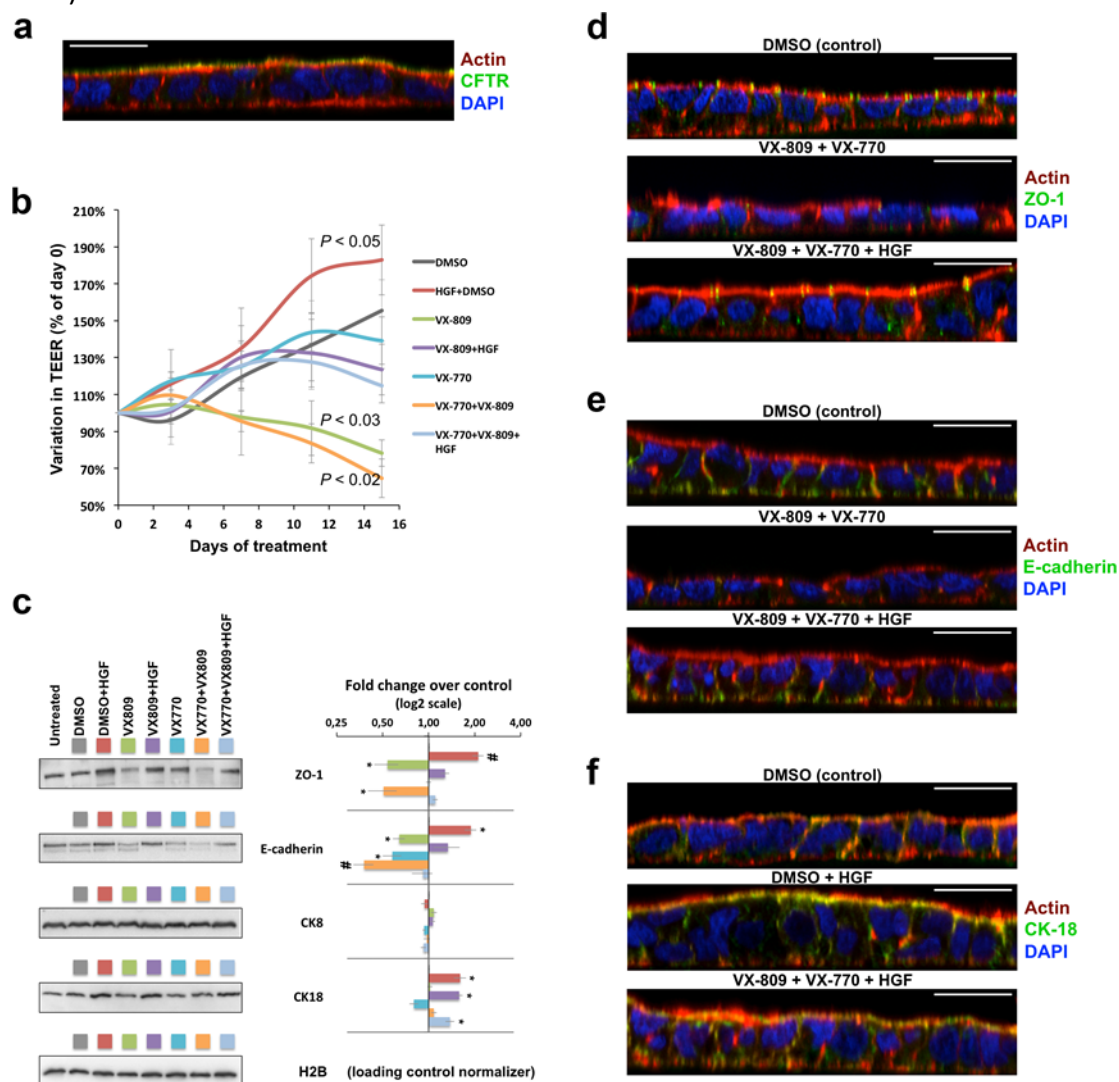 a
Actin
CFTR
DAPI
b
Variation in TEER (% of day 0)
210%
190%
170%
150%
130%
110%
90%
70%
50%
0 2 4 6 8 10 12 14 16
Days of treatment
P < 0.05
P < 0.03
P < 0.02
DMSO
HGF+DMSO
VX-809
VX-809+HGF
VX-770
VX-770+VX-809
VX-770+VX-809+
HGF
c
Untreated
DMSO
DMSO+HGF
VX809
VX809+HGF
VX770
VX770+VX809
VX770+VX809+HGF
Fold change over control
(log2 scale)
0,25 0,50 1,00 2,00 4,00
ZO-1
* # *
E-cadherin
* * * #
CK8
CK18
* * *
H2B (loading control normalizer)
d
DMSO (control)
VX-809 + VX-770
Actin
ZO-1
DAPI
VX-809 + VX-770 + HGF
e
DMSO (control)
VX-809 + VX-770
Actin
E-cadherin
DAPI
VX-809 + VX-770 + HGF
f
DMSO (control)
DMSO + HGF
Actin
CK-18
DAPI
VX-809 + VX-770 + HGF